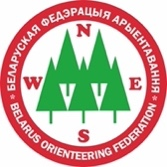 БЕЛАРУСКАЯ ФЕДЭРАЦЫЯ АРЫЕНТАВАННЯ
N
W E
S
BELARUS ORIENTEERING FEDERATION